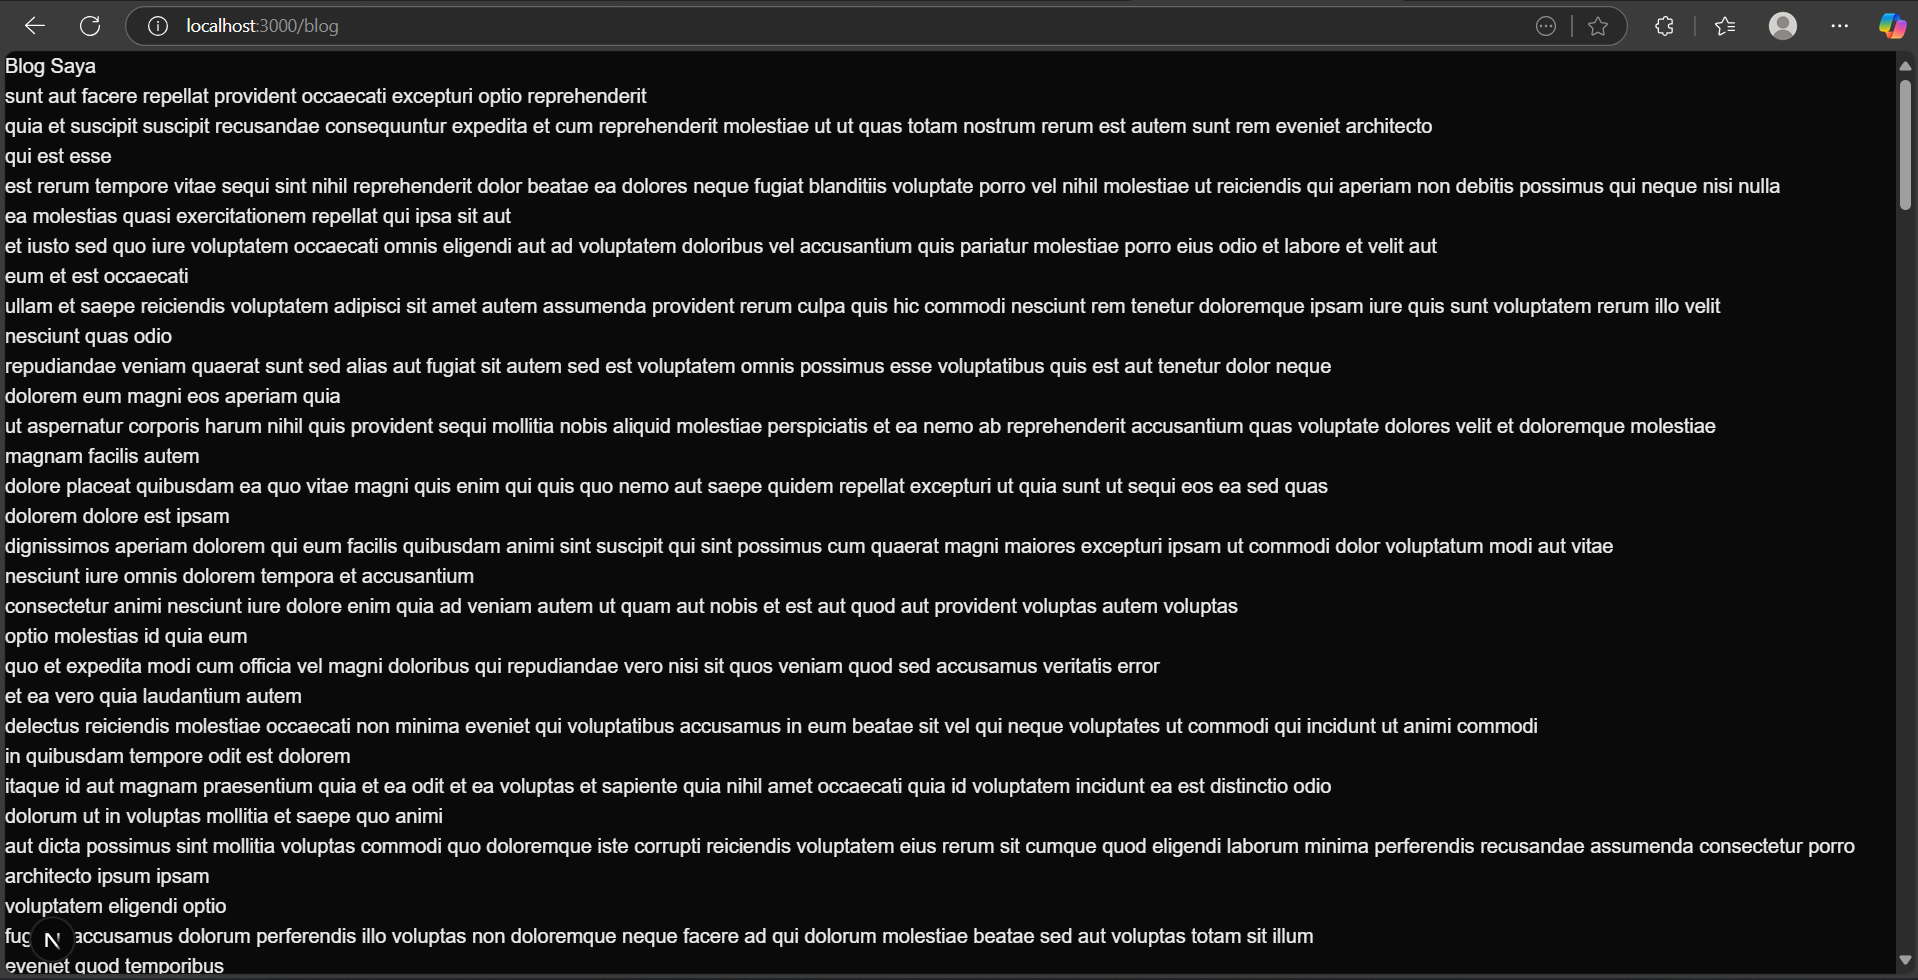 localhost:3000/blog
Blog Saya
sunt aut facere repellat provident occaecati excepturi optio reprehenderit
quia et suscipit suscipit recusandae consequuntur expedita et cum reprehenderit molestiae ut ut quas totam nostrum rerum est autem sunt rem eveniet architecto
qui est esse
est rerum tempore vitae sequi sint nihil reprehenderit dolor beatae ea dolores neque fugiat blanditiis voluptate porro vel nihil molestiae ut reiciendis qui aperiam non debitis possimus qui neque nisi nulla
ea molestias quasi exercitationem repellat qui ipsa sit aut
et iusto sed quo iure voluptatem occaecati omnis eligendi aut ad voluptatem doloribus vel accusantium quis pariatur molestiae porro eius odio et labore et velit aut
eum et est occaecati
ullam et saepe reiciendis voluptatem adipisci sit amet autem assumenda provident rerum culpa quis hic commodi nesciunt rem tenetur doloremque ipsam iure quis sunt voluptatem rerum illo velit
nesciunt quas odio
repudiandae veniam quaerat sunt sed alias aut fugiat sit autem sed est voluptatem omnis possimus esse voluptatibus quis est aut tenetur dolor neque
dolorem eum magni eos aperiam quia
ut aspernatur corporis harum nihil quis provident sequi mollitia nobis aliquid molestiae perspiciatis et ea nemo ab reprehenderit accusantium quas voluptate dolores velit et doloremque molestiae
magnam facilis autem
dolore placeat quibusdam ea quo vitae magni quis enim qui quis quo nemo aut saepe quidem repellat excepturi ut quia sunt ut sequi eos ea sed quas
dolorem dolore est ipsam
dignissimos aperiam dolorem qui eum facilis quibusdam animi sint suscipit qui sint possimus cum quaerat magni maiores excepturi ipsam ut commodi dolor voluptatum modi aut vitae
nesciunt iure omnis dolorem tempora et accusantium
consectetur animi nesciunt iure dolore enim quia ad veniam autem ut quam aut nobis et est aut quod aut provident voluptas autem voluptas
optio molestias id quia eum
quo et expedita modi cum officia vel magni doloribus qui repudiandae vero nisi sit quos veniam quod sed accusamus veritatis error
et ea vero quia laudantium autem
delectus reiciendis molestiae occaecati non minima eveniet qui voluptatibus accusamus in eum beatae sit vel qui neque voluptates ut commodi qui incidunt ut animi commodi
in quibusdam tempore odit est dolorem
itaque id aut magnam praesentium quia et ea odit et ea voluptas et sapiente quia nihil amet occaecati quia id voluptatem incidunt ea est distinctio odio
dolorum ut in voluptas mollitia et saepe quo animi
aut dicta possimus sint mollitia voluptas commodi quo doloremque iste corrupti reiciendis voluptatem eius rerum sit cumque quod eligendi laborum minima perferendis recusandae assumenda consectetur porro
architecto ipsum ipsam
voluptatem eligendi optio
accusamus dolorum perferendis illo voluptas non doloremque neque facere ad qui dolorum molestiae beatae sed aut voluptas totam sit illum
N
eveniet quod temporibus